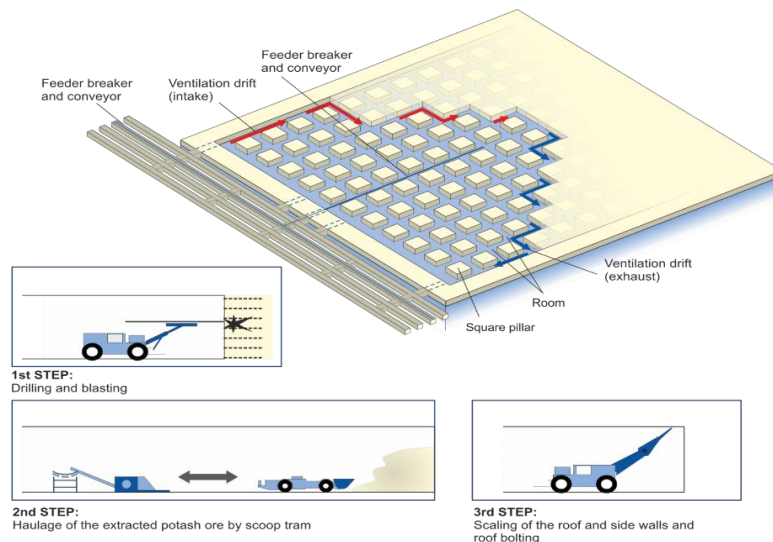 Feeder breaker
and conveyor
Ventilation drift
(intake)
Feeder breaker
and conveyor
Ventilation drift
(exhaust)
Room
Square pillar
1st STEP:
Drilling and blasting
2nd STEP:
Haulage of the extracted potash ore by scoop tram
3rd STEP:
Scaling of the roof and side walls and
roof bolting